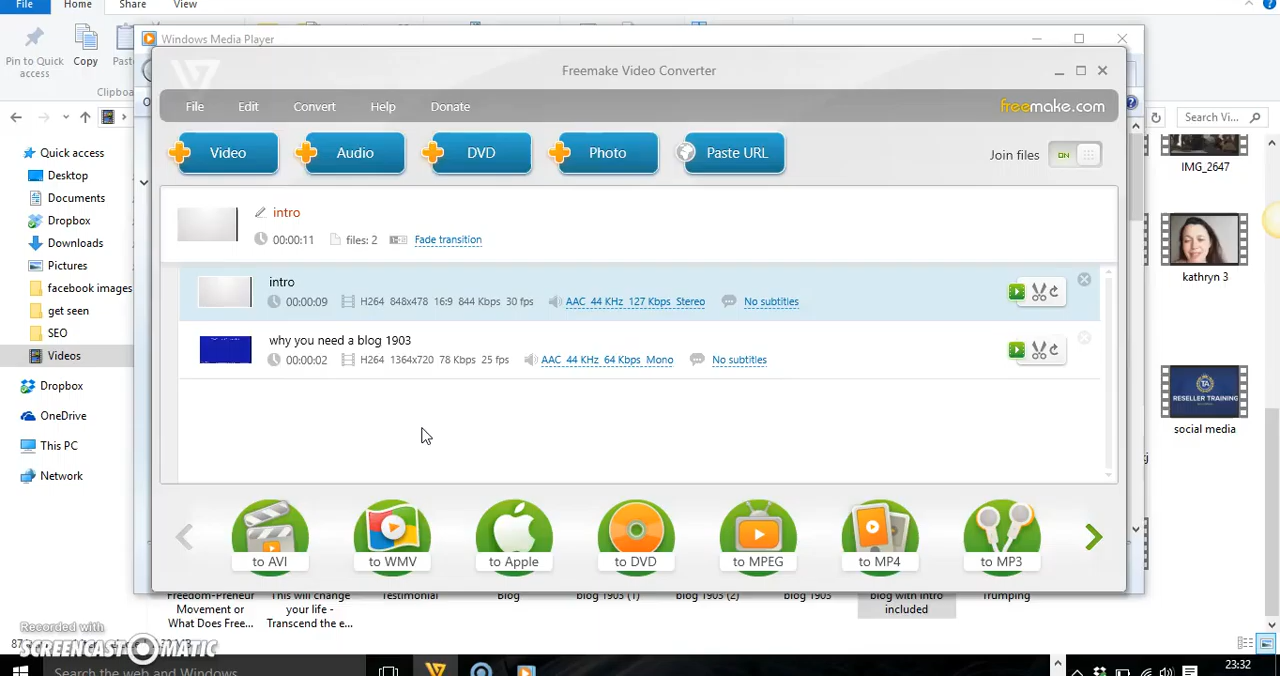 File
Home
Share
View
Pin to Quick
access
Copy
Clipboa
Windows Media Player
Freemake Video Converter
File Edit Convert Help Donate
freemake.com
Video Audio DVD Photo Paste URL
Join files ON
intro
00:00:11 files: 2 Fade transition
intro
00:00:09 H264 848x478 16:9 844 Kbps 30 fps AAC 44 KHz 127 Kbps Stereo No subtitles
why you need a blog 1903
00:00:02 H264 1364x720 78 Kbps 25 fps AAC 44 KHz 64 Kbps Mono No subtitles
to AVI to WMV to Apple to DVD to MPEG to MP4 to MP3
Quick access
Desktop
Documents
Dropbox
Downloads
Pictures
facebook images
get seen
SEO
Videos
Dropbox
OneDrive
This PC
Network
Search Vi...
IMG_2647
kathryn 3
TA
RESELLER TRAINING
social media
Freedom-Preneur
Movement or
What Does Free...
This will change
your life -
Transcend the e...
Testimonial
blog
blog 1903 (1)
blog 1903 (2)
blog 1903
blog with intro
included
Trumping
Recorded with
SCREENCAST MATIC
Search the web and Windows
23:32